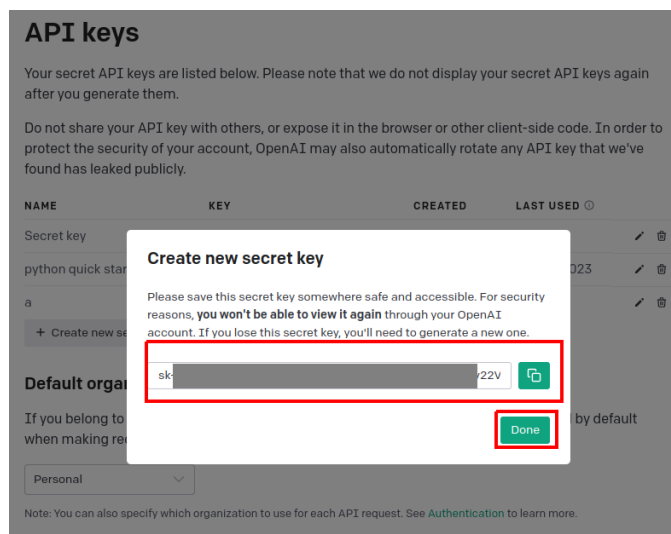 API keys
Your secret API keys are listed below. Please note that we do not display your secret API keys again
after you generate them.
Do not share your API key with others, or expose it in the browser or other client-side code. In order to
protect the security of your account, OpenAI may also automatically rotate any API key that we've
found has leaked publicly.
NAME KEY CREATED LAST USED
Secret key
python quick star 023
a
+ Create new se
Create new secret key
Please save this secret key somewhere safe and accessible. For security
reasons, you won't be able to view it again through your OpenAI
account. If you lose this secret key, you'll need to generate a new one.
sk- 22V
Done
Default orga
If you belong to by default
when making re
Personal
Note: You can also specify which organization to use for each API request. See Authentication to learn more.